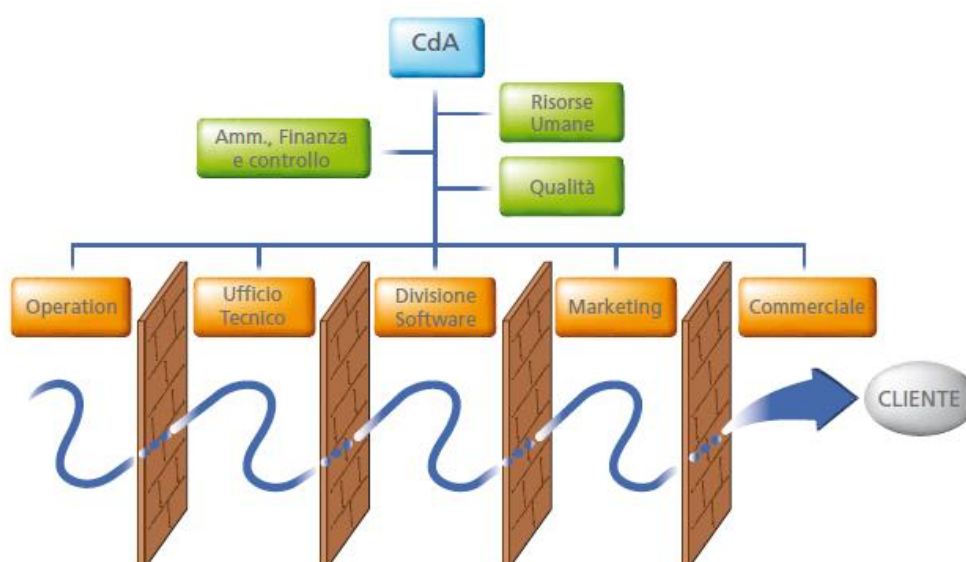 CdA
Risorse
Umane
Amm., Finanza
e controllo
Qualità
Operation
Ufficio
Tecnico
Divisione
Software
Marketing
Commerciale
CLIENTE